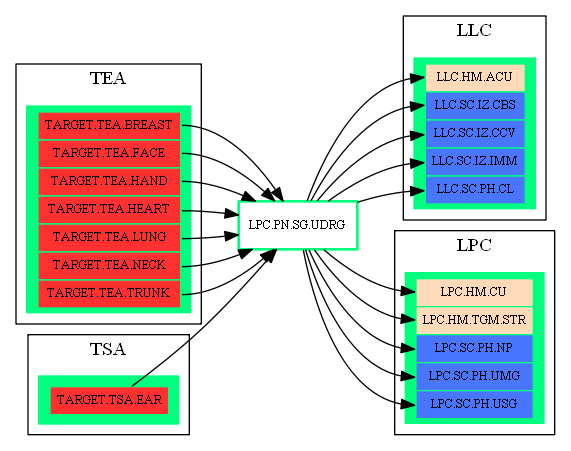 TEA
TARGET.TEA.BREAST
TARGET.TEA.FACE
TARGET.TEA.HAND
TARGET.TEA.HEART
TARGET.TEA.LUNG
TARGET.TEA.NECK
TARGET.TEA.TRUNK
TSA
TARGET.TSA.EAR
LPC.PN.SG.UDRG
LLC
LLC.HM.ACU
LLC.SC.IZ.CBS
LLC.SC.IZ.CCV
LLC.SC.IZ.IMM
LLC.SC.PH.CL
LPC
LPC.HM.CU
LPC.HM.TGM.STR
LPC.SC.PH.NP
LPC.SC.PH.UMG
LPC.SC.PH.USG